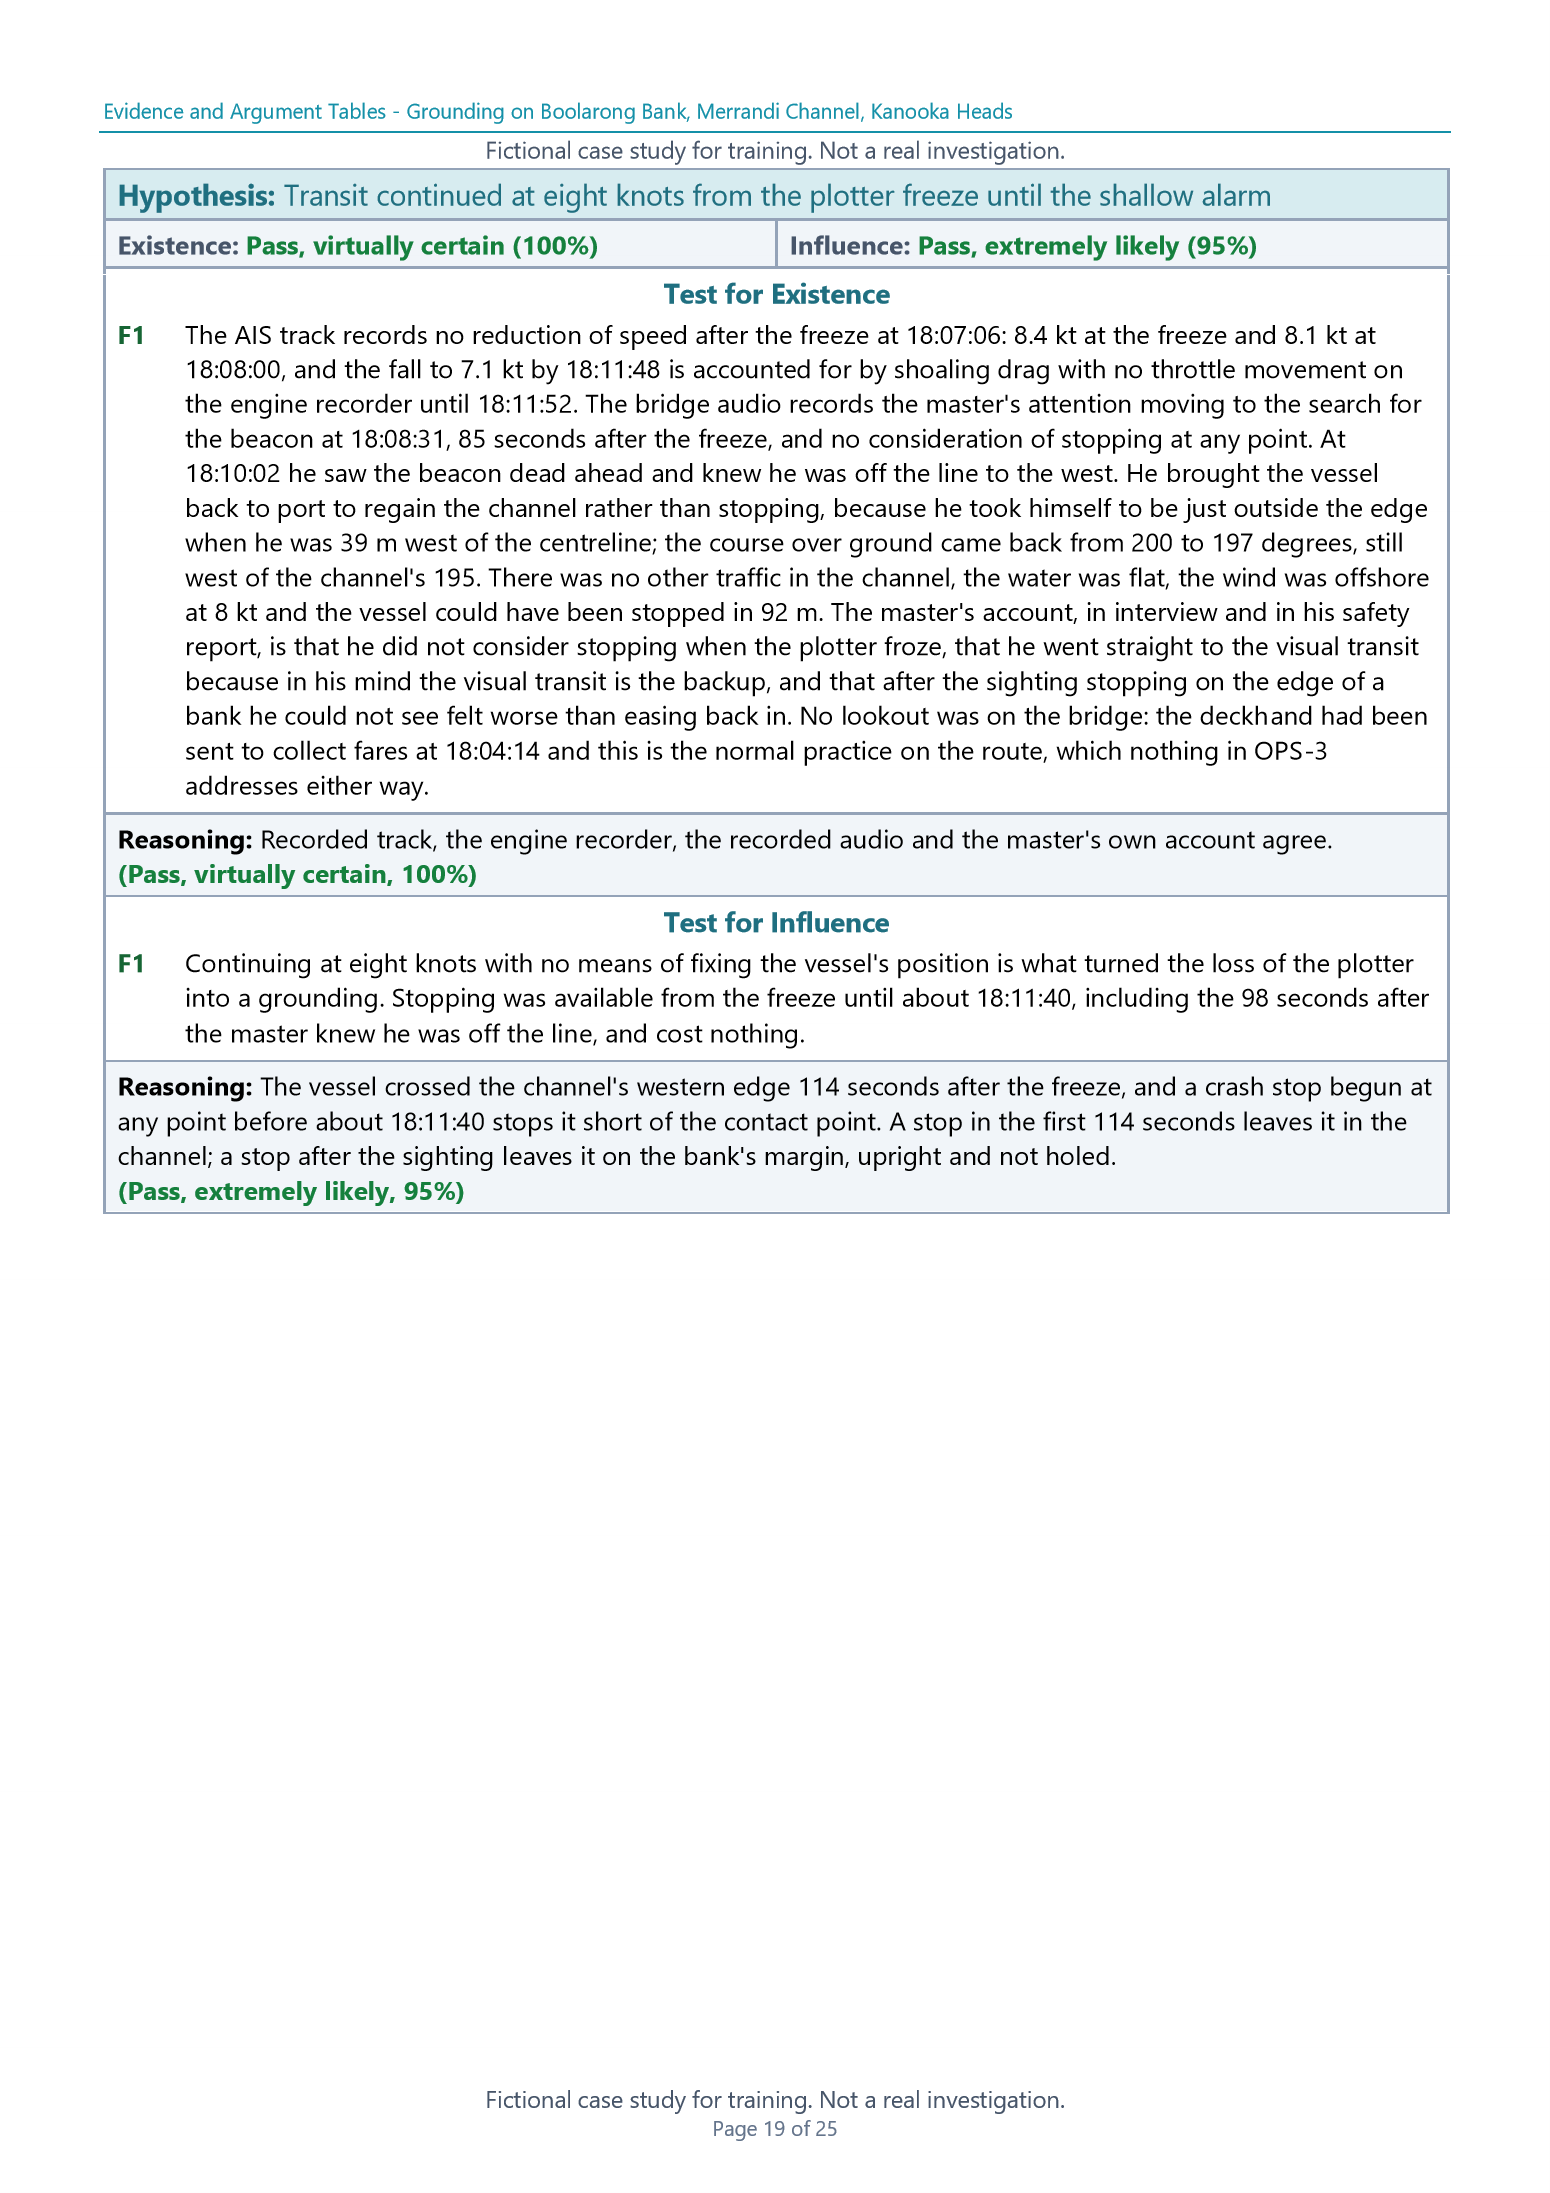 Evidence and Argument Tables - Grounding on Boolarong Bank, Merrandi Channel, Kanooka Heads
Fictional case study for training. Not a real investigation.
Hypothesis: Transit continued at eight knots from the plotter freeze until the shallow alarm
Existence: Pass, virtually certain (100%)
Influence: Pass, extremely likely (95%)
Test for Existence
F1 The AIS track records no reduction of speed after the freeze at 18:07:06: 8.4 kt at the freeze and 8.1 kt at
18:08:00, and the fall to 7.1 kt by 18:11:48 is accounted for by shoaling drag with no throttle movement on
the engine recorder until 18:11:52. The bridge audio records the master's attention moving to the search for
the beacon at 18:08:31, 85 seconds after the freeze, and no consideration of stopping at any point. At
18:10:02 he saw the beacon dead ahead and knew he was off the line to the west. He brought the vessel
back to port to regain the channel rather than stopping, because he took himself to be just outside the edge
when he was 39 m west of the centreline; the course over ground came back from 200 to 197 degrees, still
west of the channel's 195. There was no other traffic in the channel, the water was flat, the wind was offshore
at 8 kt and the vessel could have been stopped in 92 m. The master's account, in interview and in his safety
report, is that he did not consider stopping when the plotter froze, that he went straight to the visual transit
because in his mind the visual transit is the backup, and that after the sighting stopping on the edge of a
bank he could not see felt worse than easing back in. No lookout was on the bridge: the deckhand had been
sent to collect fares at 18:04:14 and this is the normal practice on the route, which nothing in OPS-3
addresses either way.
Reasoning: Recorded track, the engine recorder, the recorded audio and the master's own account agree.
(Pass, virtually certain, 100%)
Test for Influence
F1 Continuing at eight knots with no means of fixing the vessel's position is what turned the loss of the plotter
into a grounding. Stopping was available from the freeze until about 18:11:40, including the 98 seconds after
the master knew he was off the line, and cost nothing.
Reasoning: The vessel crossed the channel's western edge 114 seconds after the freeze, and a crash stop begun at
any point before about 18:11:40 stops it short of the contact point. A stop in the first 114 seconds leaves it in the
channel; a stop after the sighting leaves it on the bank's margin, upright and not holed.
(Pass, extremely likely, 95%)
Fictional case study for training. Not a real investigation.
Page 19 of 25